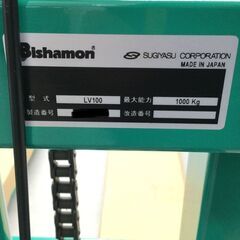 Bishamon
SUGIYASU CORPORATION
MADE IN JAPAN
型式 LV100 最大能力 1000 Kg
製造番号 改造番号